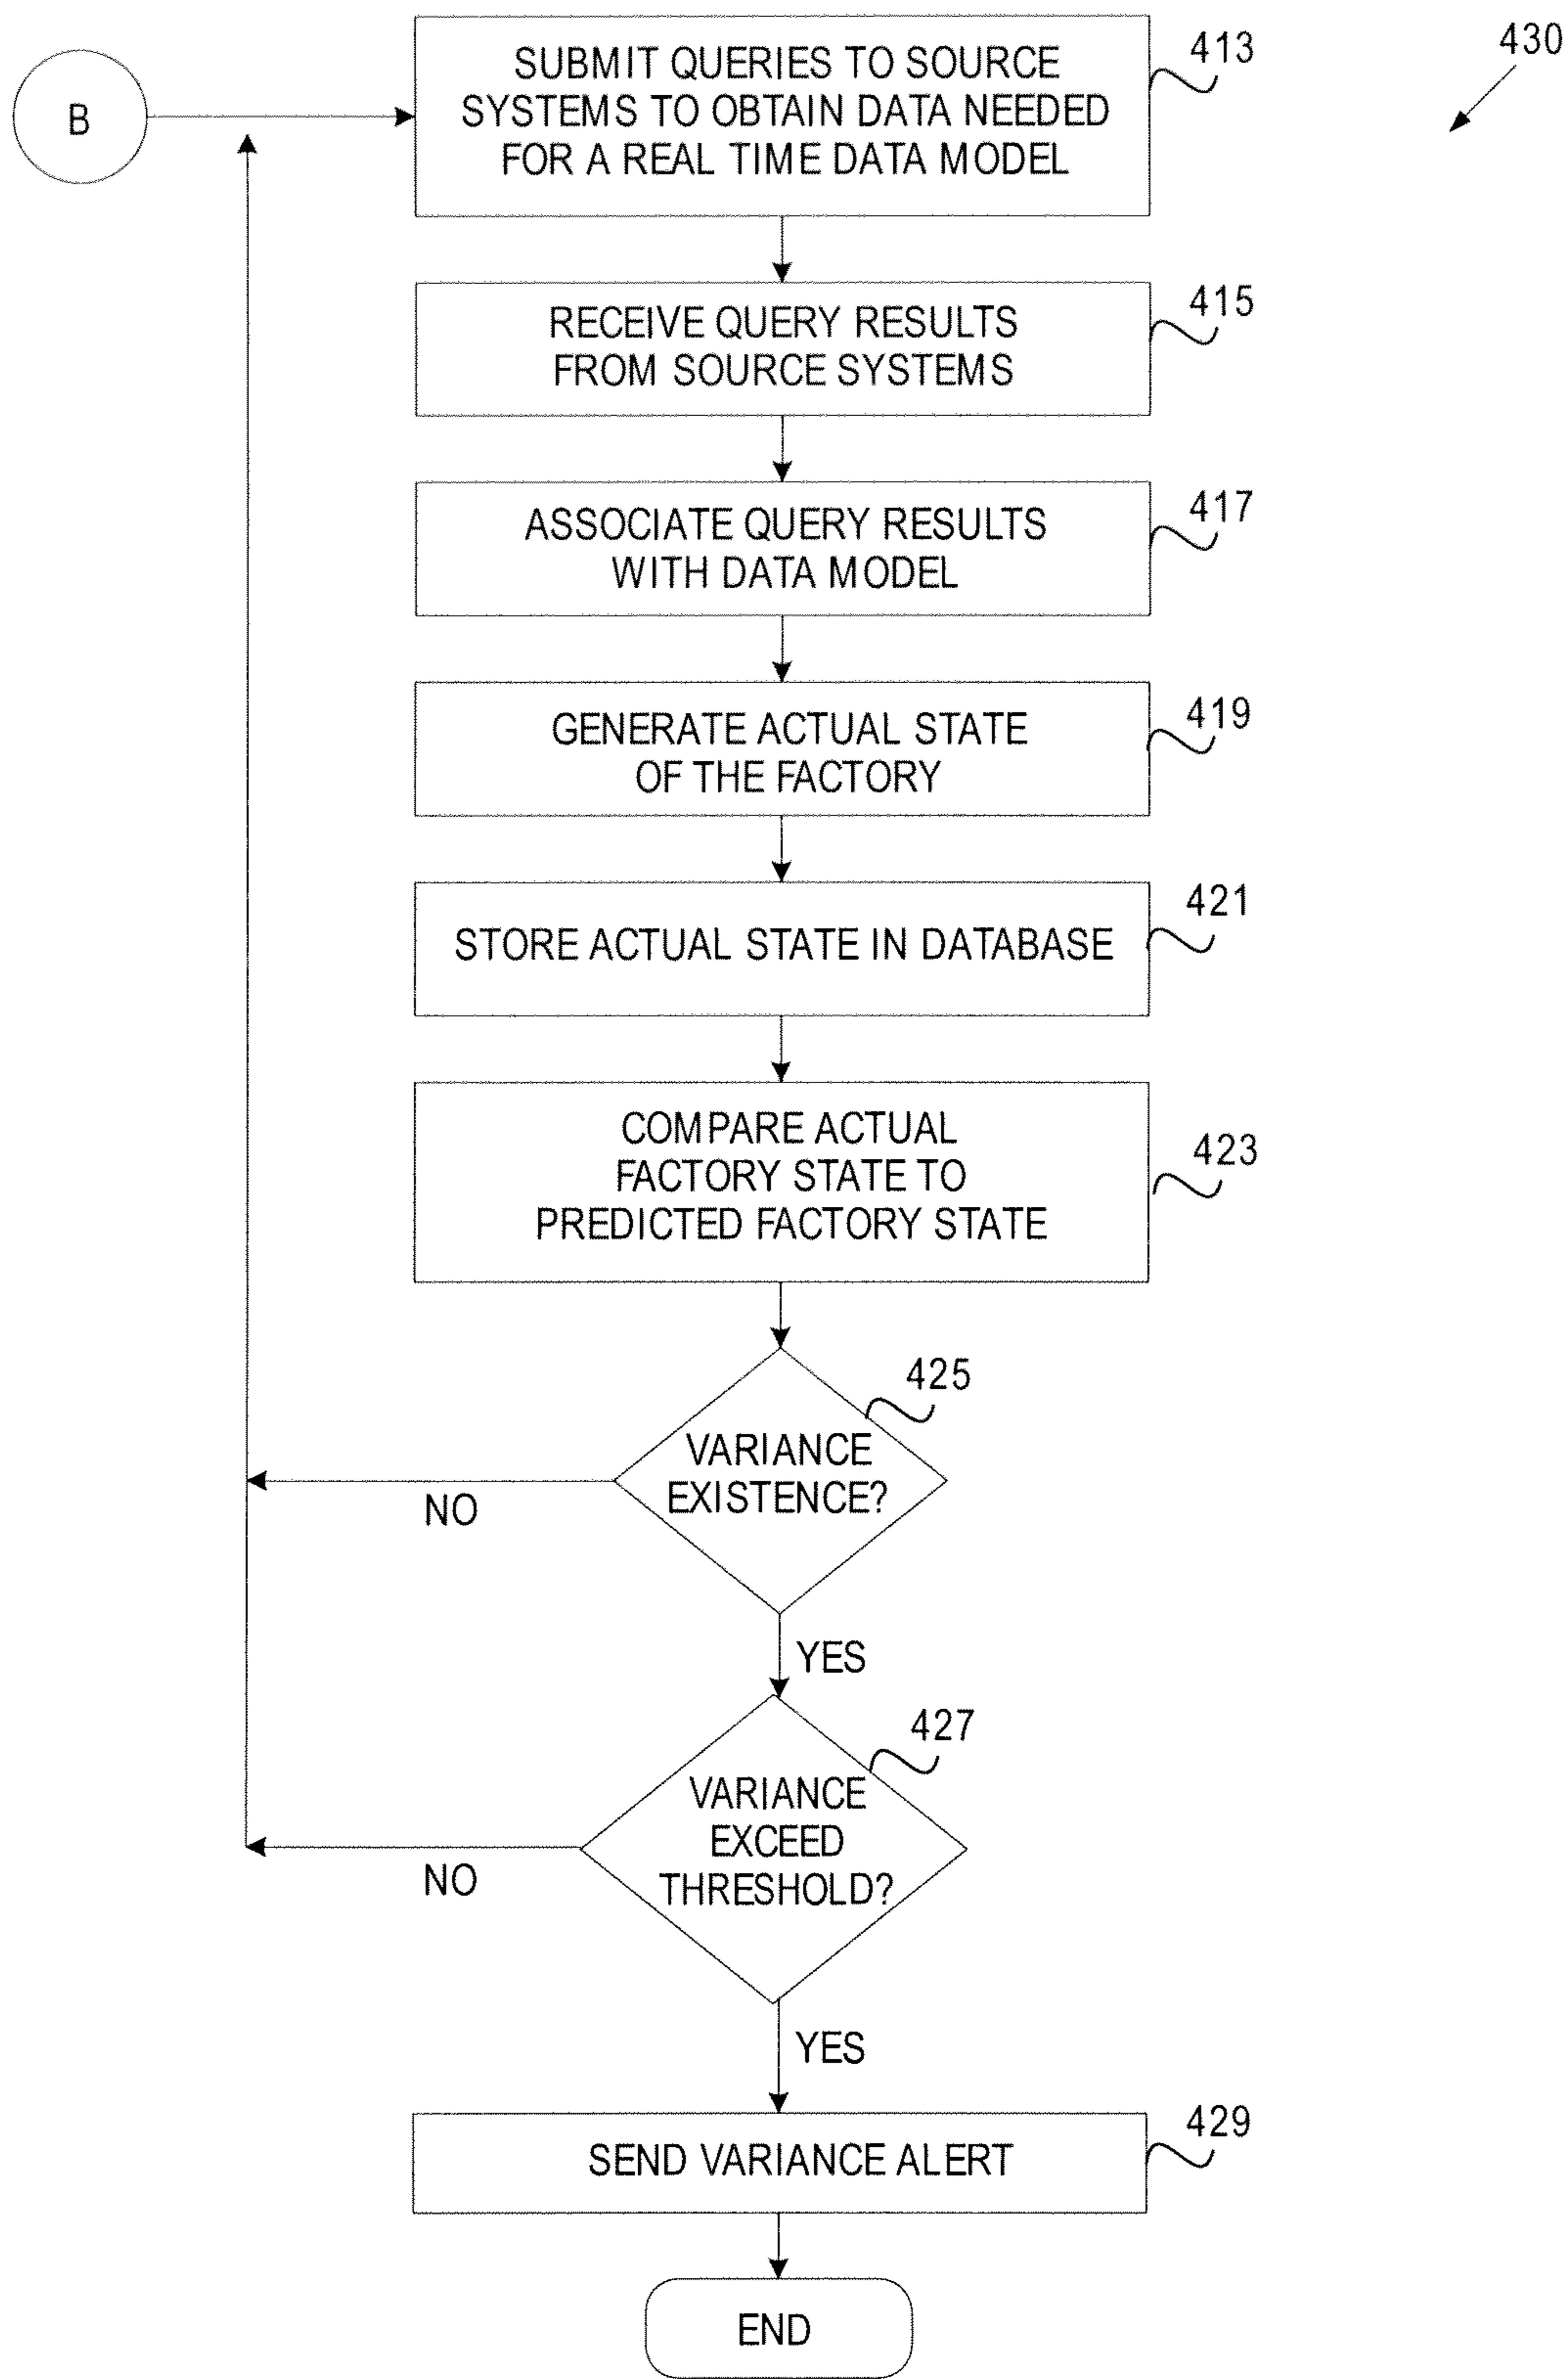 430
B
SUBMIT QUERIES TO SOURCE
SYSTEMS TO OBTAIN DATA NEEDED
FOR A REAL TIME DATA MODEL
413
RECEIVE QUERY RESULTS
FROM SOURCE SYSTEMS
415
ASSOCIATE QUERY RESULTS
WITH DATA MODEL
417
GENERATE ACTUAL STATE
OF THE FACTORY
419
STORE ACTUAL STATE IN DATABASE
421
COMPARE ACTUAL
FACTORY STATE TO
PREDICTED FACTORY STATE
423
VARIANCE
EXISTENCE?
425
NO
YES
VARIANCE
EXCEED
THRESHOLD?
427
NO
YES
SEND VARIANCE ALERT
429
END